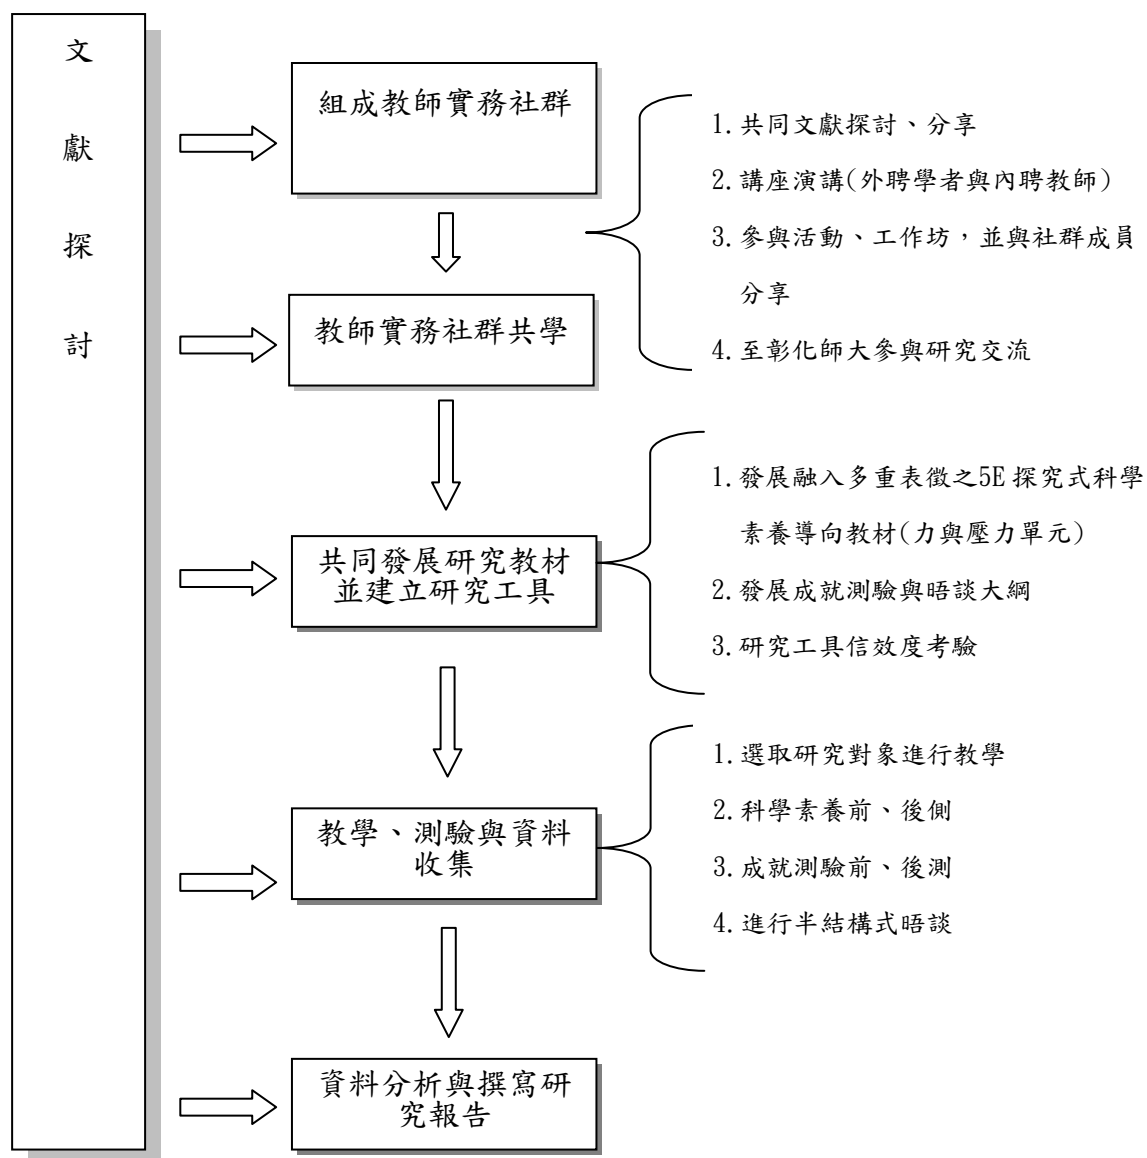 文
獻
探
討
組成教師實務社群
1.共同文獻探討、分享
2.講座演講(外聘學者與內聘教師)
3.參與活動、工作坊，並與社群成員
分享
4.至彰化師大參與研究交流
教師實務社群共學
1.發展融入多重表徵之5E探究式科學
素養導向教材(力與壓力單元)
2.發展成就測驗與晤談大綱
3.研究工具信效度考驗
共同發展研究教材
並建立研究工具
1.選取研究對象進行教學
2.科學素養前、後側
3.成就測驗前、後測
4.進行半結構式晤談
教學、測驗與資料
收集
資料分析與撰寫研
究報告